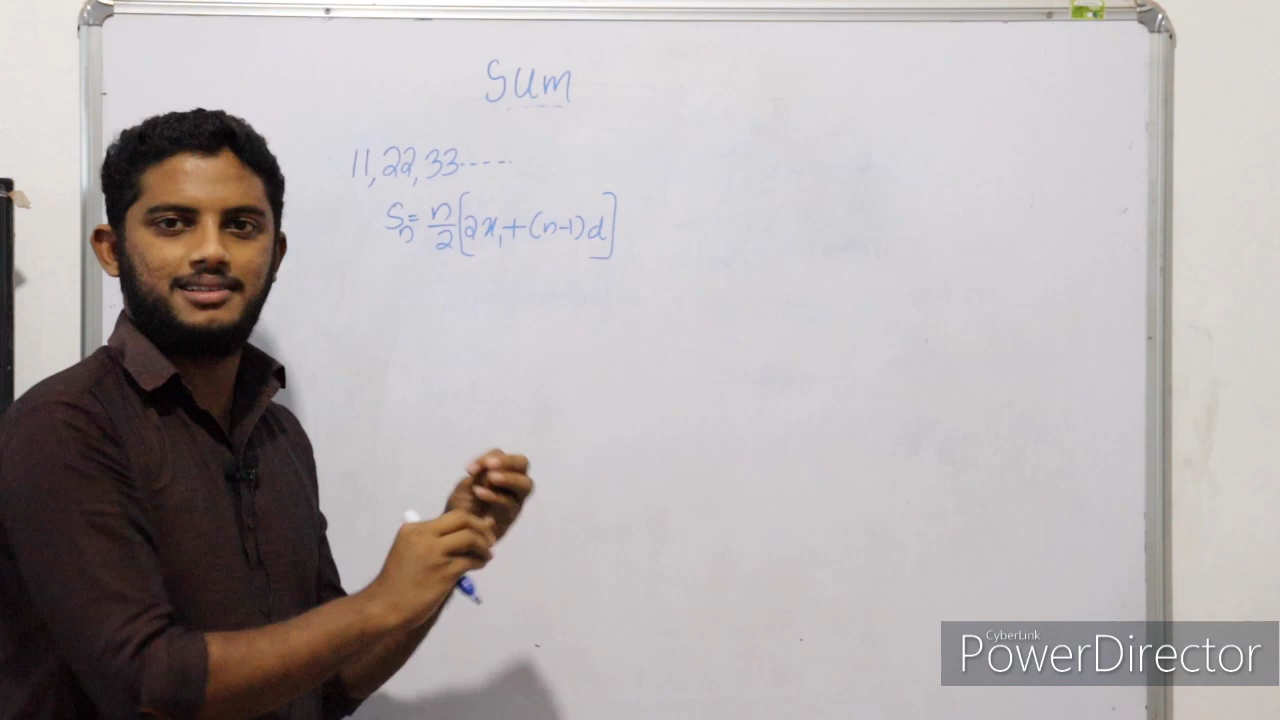 Sum
11, 22, 33.----
Sn = n/2 [2x₁ + (n-1)d]
CyberLink
PowerDirector